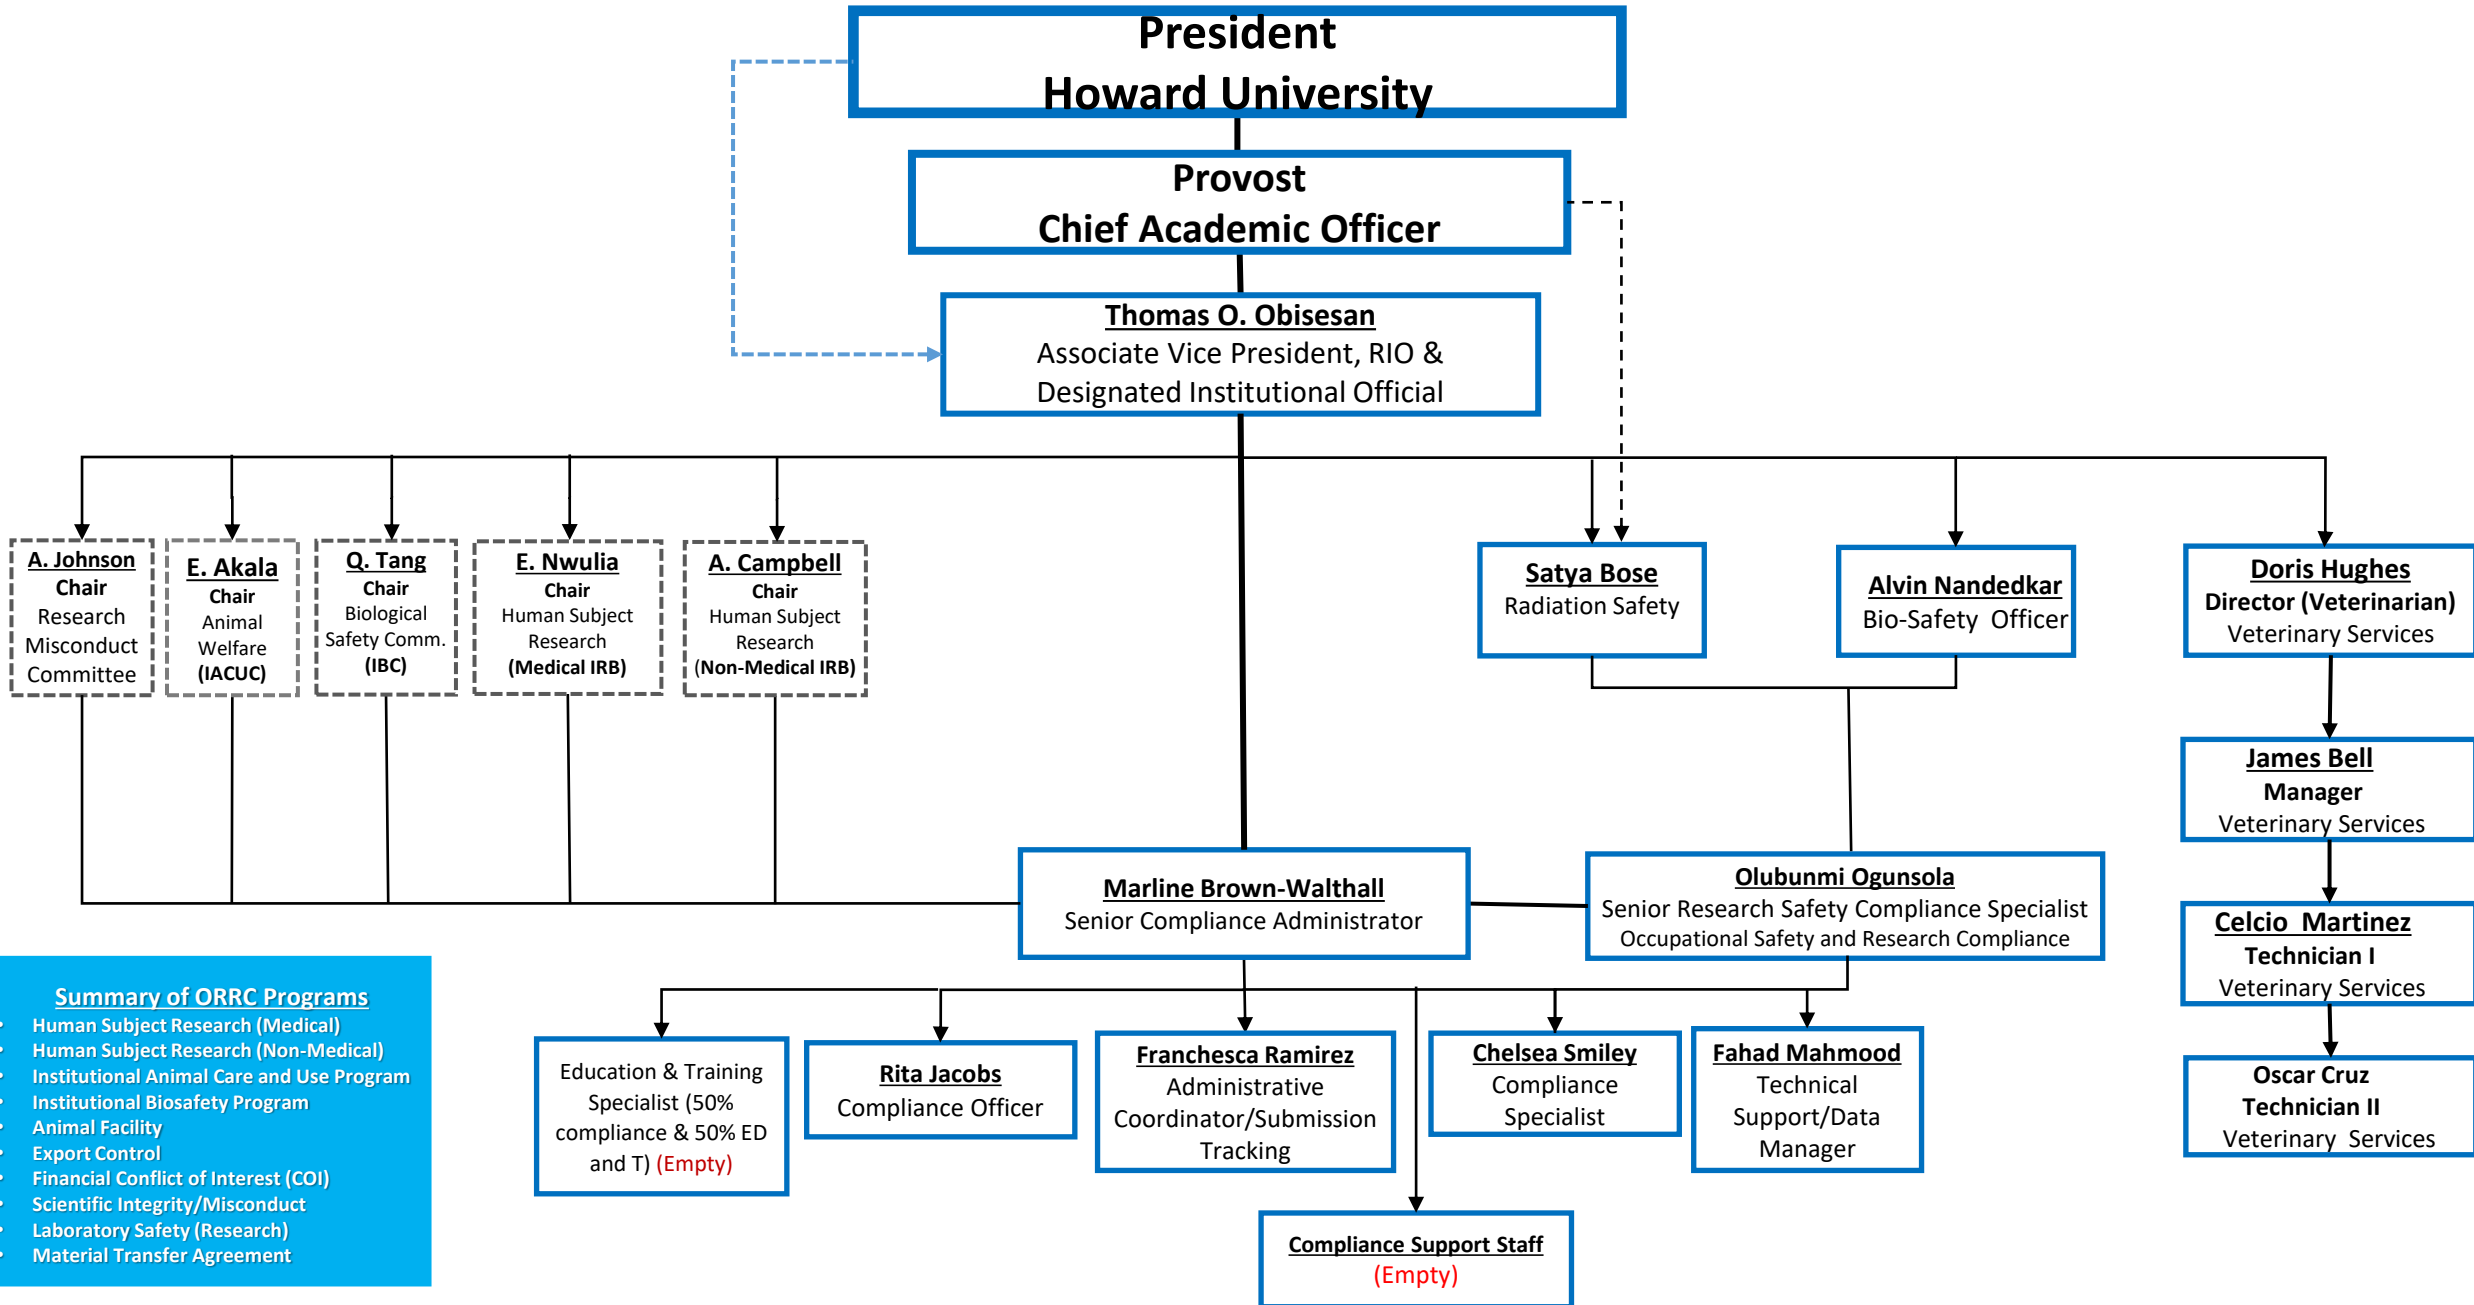 President
Howard University
Provost
Chief Academic Officer
Thomas O. Obisesan
Associate Vice President, RIO &
Designated Institutional Official
A. Johnson
Chair
Research
Misconduct
Committee
E. Akala
Chair
Animal
Welfare
(IACUC)
Q. Tang
Chair
Biological
Safety Comm.
(IBC)
E. Nwulia
Chair
Human Subject
Research
(Medical IRB)
A. Campbell
Chair
Human Subject
Research
(Non-Medical IRB)
Satya Bose
Radiation Safety
Alvin Nandedkar
Bio-Safety Officer
Doris Hughes
Director (Veterinarian)
Veterinary Services
James Bell
Manager
Veterinary Services
Marline Brown-Walthall
Senior Compliance Administrator
Olubunmi Ogunsola
Senior Research Safety Compliance Specialist
Occupational Safety and Research Compliance
Celcio Martinez
Technician I
Veterinary Services
Oscar Cruz
Technician II
Veterinary Services
Summary of ORRC Programs
• Human Subject Research (Medical)
• Human Subject Research (Non-Medical)
• Institutional Animal Care and Use Program
• Institutional Biosafety Program
• Animal Facility
• Export Control
• Financial Conflict of Interest (COI)
• Scientific Integrity/Misconduct
• Laboratory Safety (Research)
• Material Transfer Agreement
Education & Training
Specialist (50%
compliance & 50% ED
and T) (Empty)
Rita Jacobs
Compliance Officer
Franchesca Ramirez
Administrative
Coordinator/Submission
Tracking
Chelsea Smiley
Compliance
Specialist
Fahad Mahmood
Technical
Support/Data
Manager
Compliance Support Staff
(Empty)